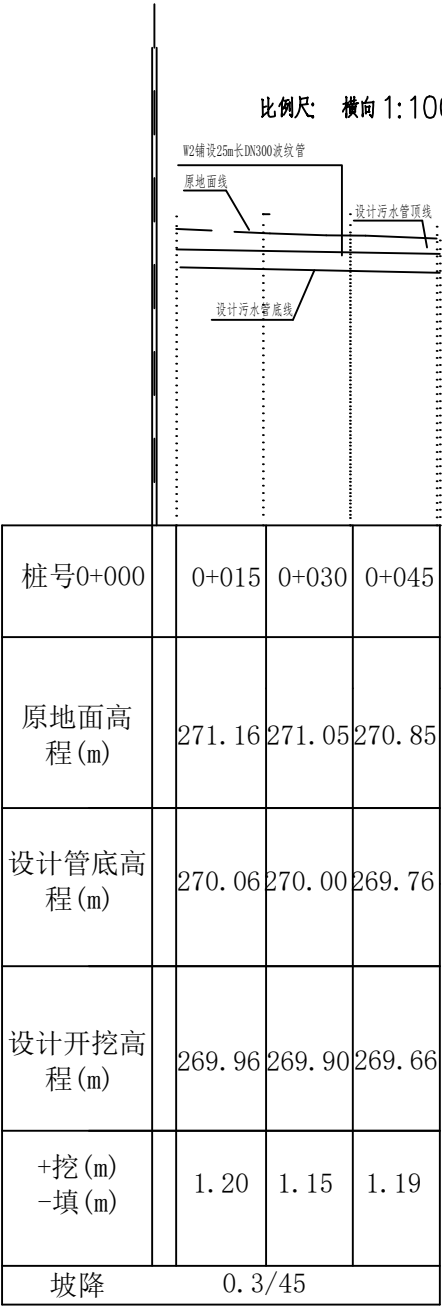 比例尺: 横向 1:100
W2铺设25m长DN300波纹管
原地面线
设计污水管顶线
设计污水管底线
桩号0+000 0+015 0+030 0+045
原地面高
程(m) 271.16 271.05 270.85
设计管底高
程(m) 270.06 270.00 269.76
设计开挖高
程(m) 269.96 269.90 269.66
+挖(m)
-填(m) 1.20 1.15 1.19
坡降 0.3/45